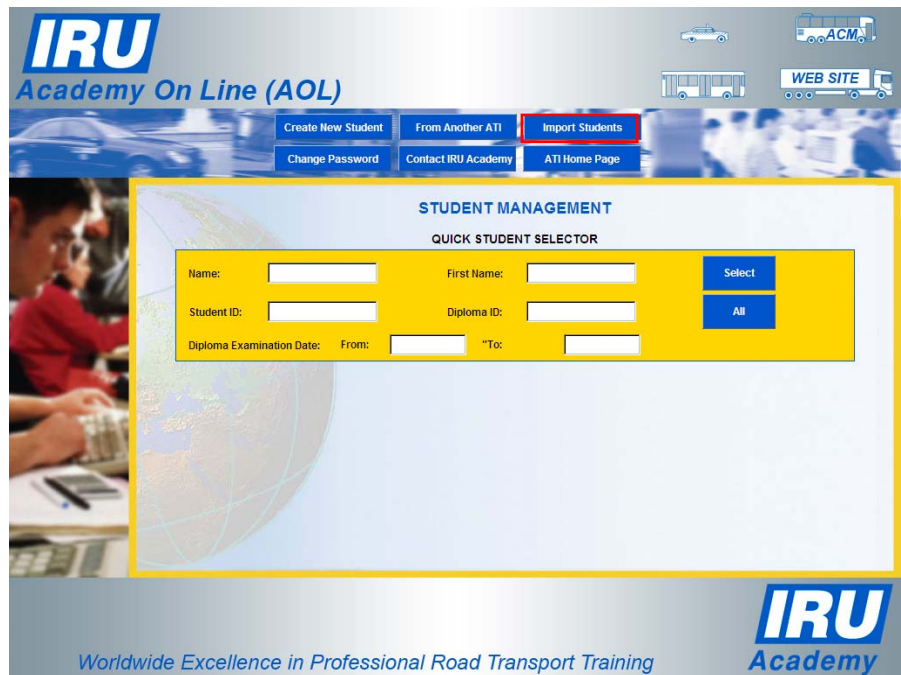 IRU
Academy On Line (AOL)
ACM
WEB SITE
Create New Student From Another ATI Import Students
Change Password Contact IRU Academy ATI Home Page
STUDENT MANAGEMENT
QUICK STUDENT SELECTOR
Name: First Name: Select
Student ID: Diploma ID: All
Diploma Examination Date: From: "To:
IRU
Worldwide Excellence in Professional Road Transport Training Academy